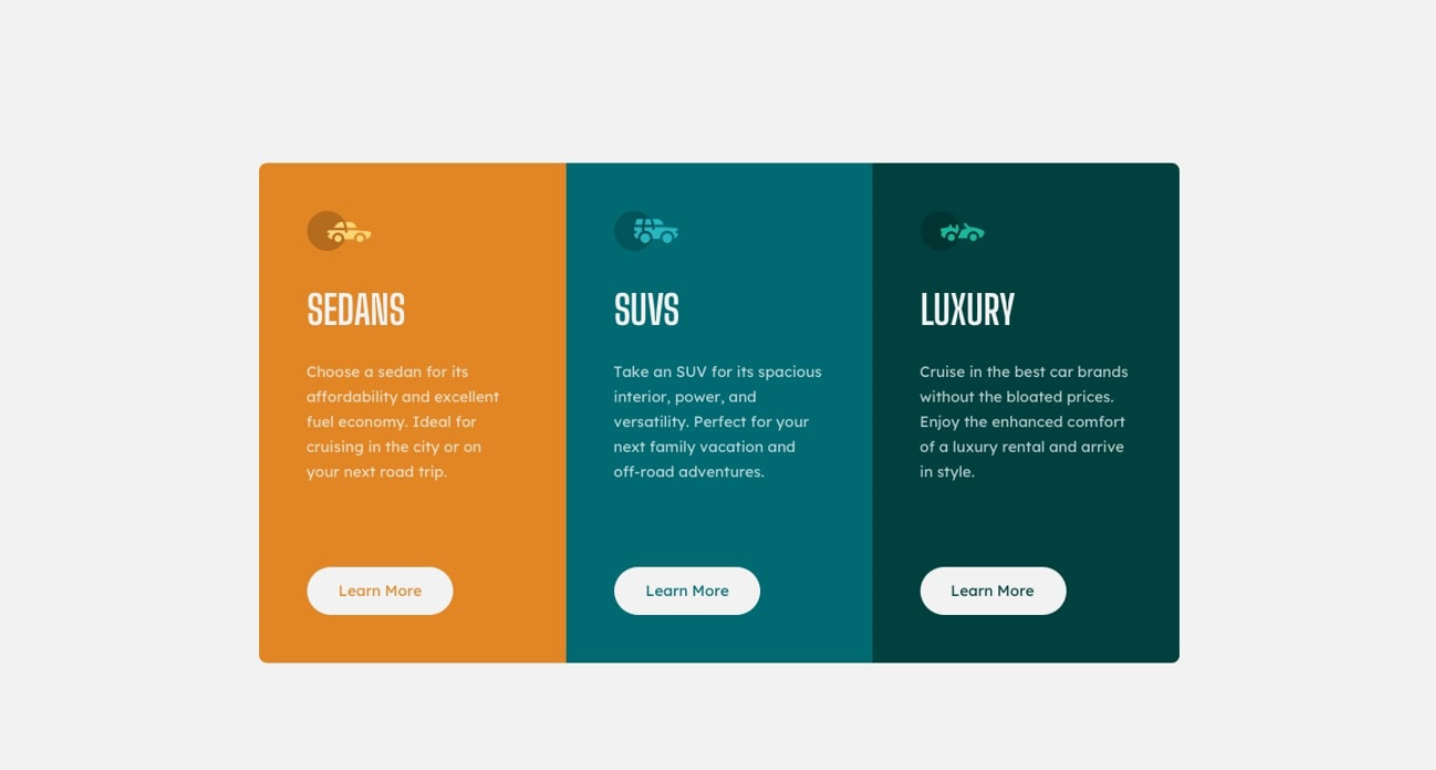 SEDANS
Choose a sedan for its
affordability and excellent
fuel economy. Ideal for
cruising in the city or on
your next road trip.
Learn More
SUVS
Take an SUV for its spacious
interior, power, and
versatility. Perfect for your
next family vacation and
off-road adventures.
Learn More
LUXURY
Cruise in the best car brands
without the bloated prices.
Enjoy the enhanced comfort
of a luxury rental and arrive
in style.
Learn More